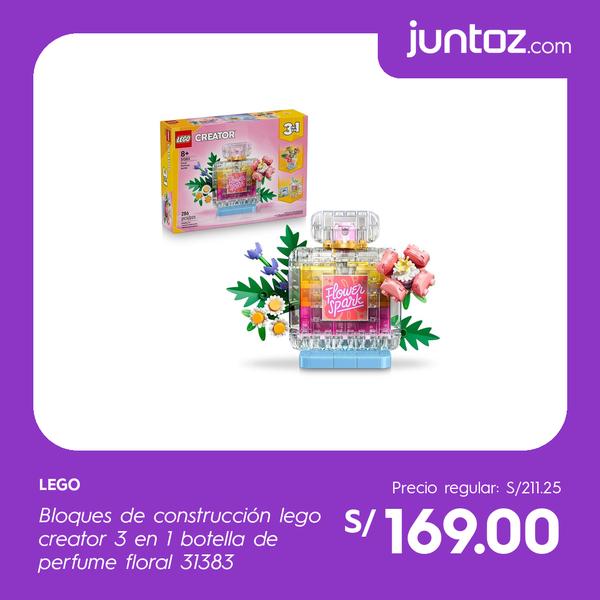 juntoz.com
LEGO CREATOR
3in1
8+
286
Flower
Spark
LEGO
Bloques de construcción lego
creator 3 en 1 botella de
perfume floral 31383
Precio regular: S/211.25
S/ 169.00